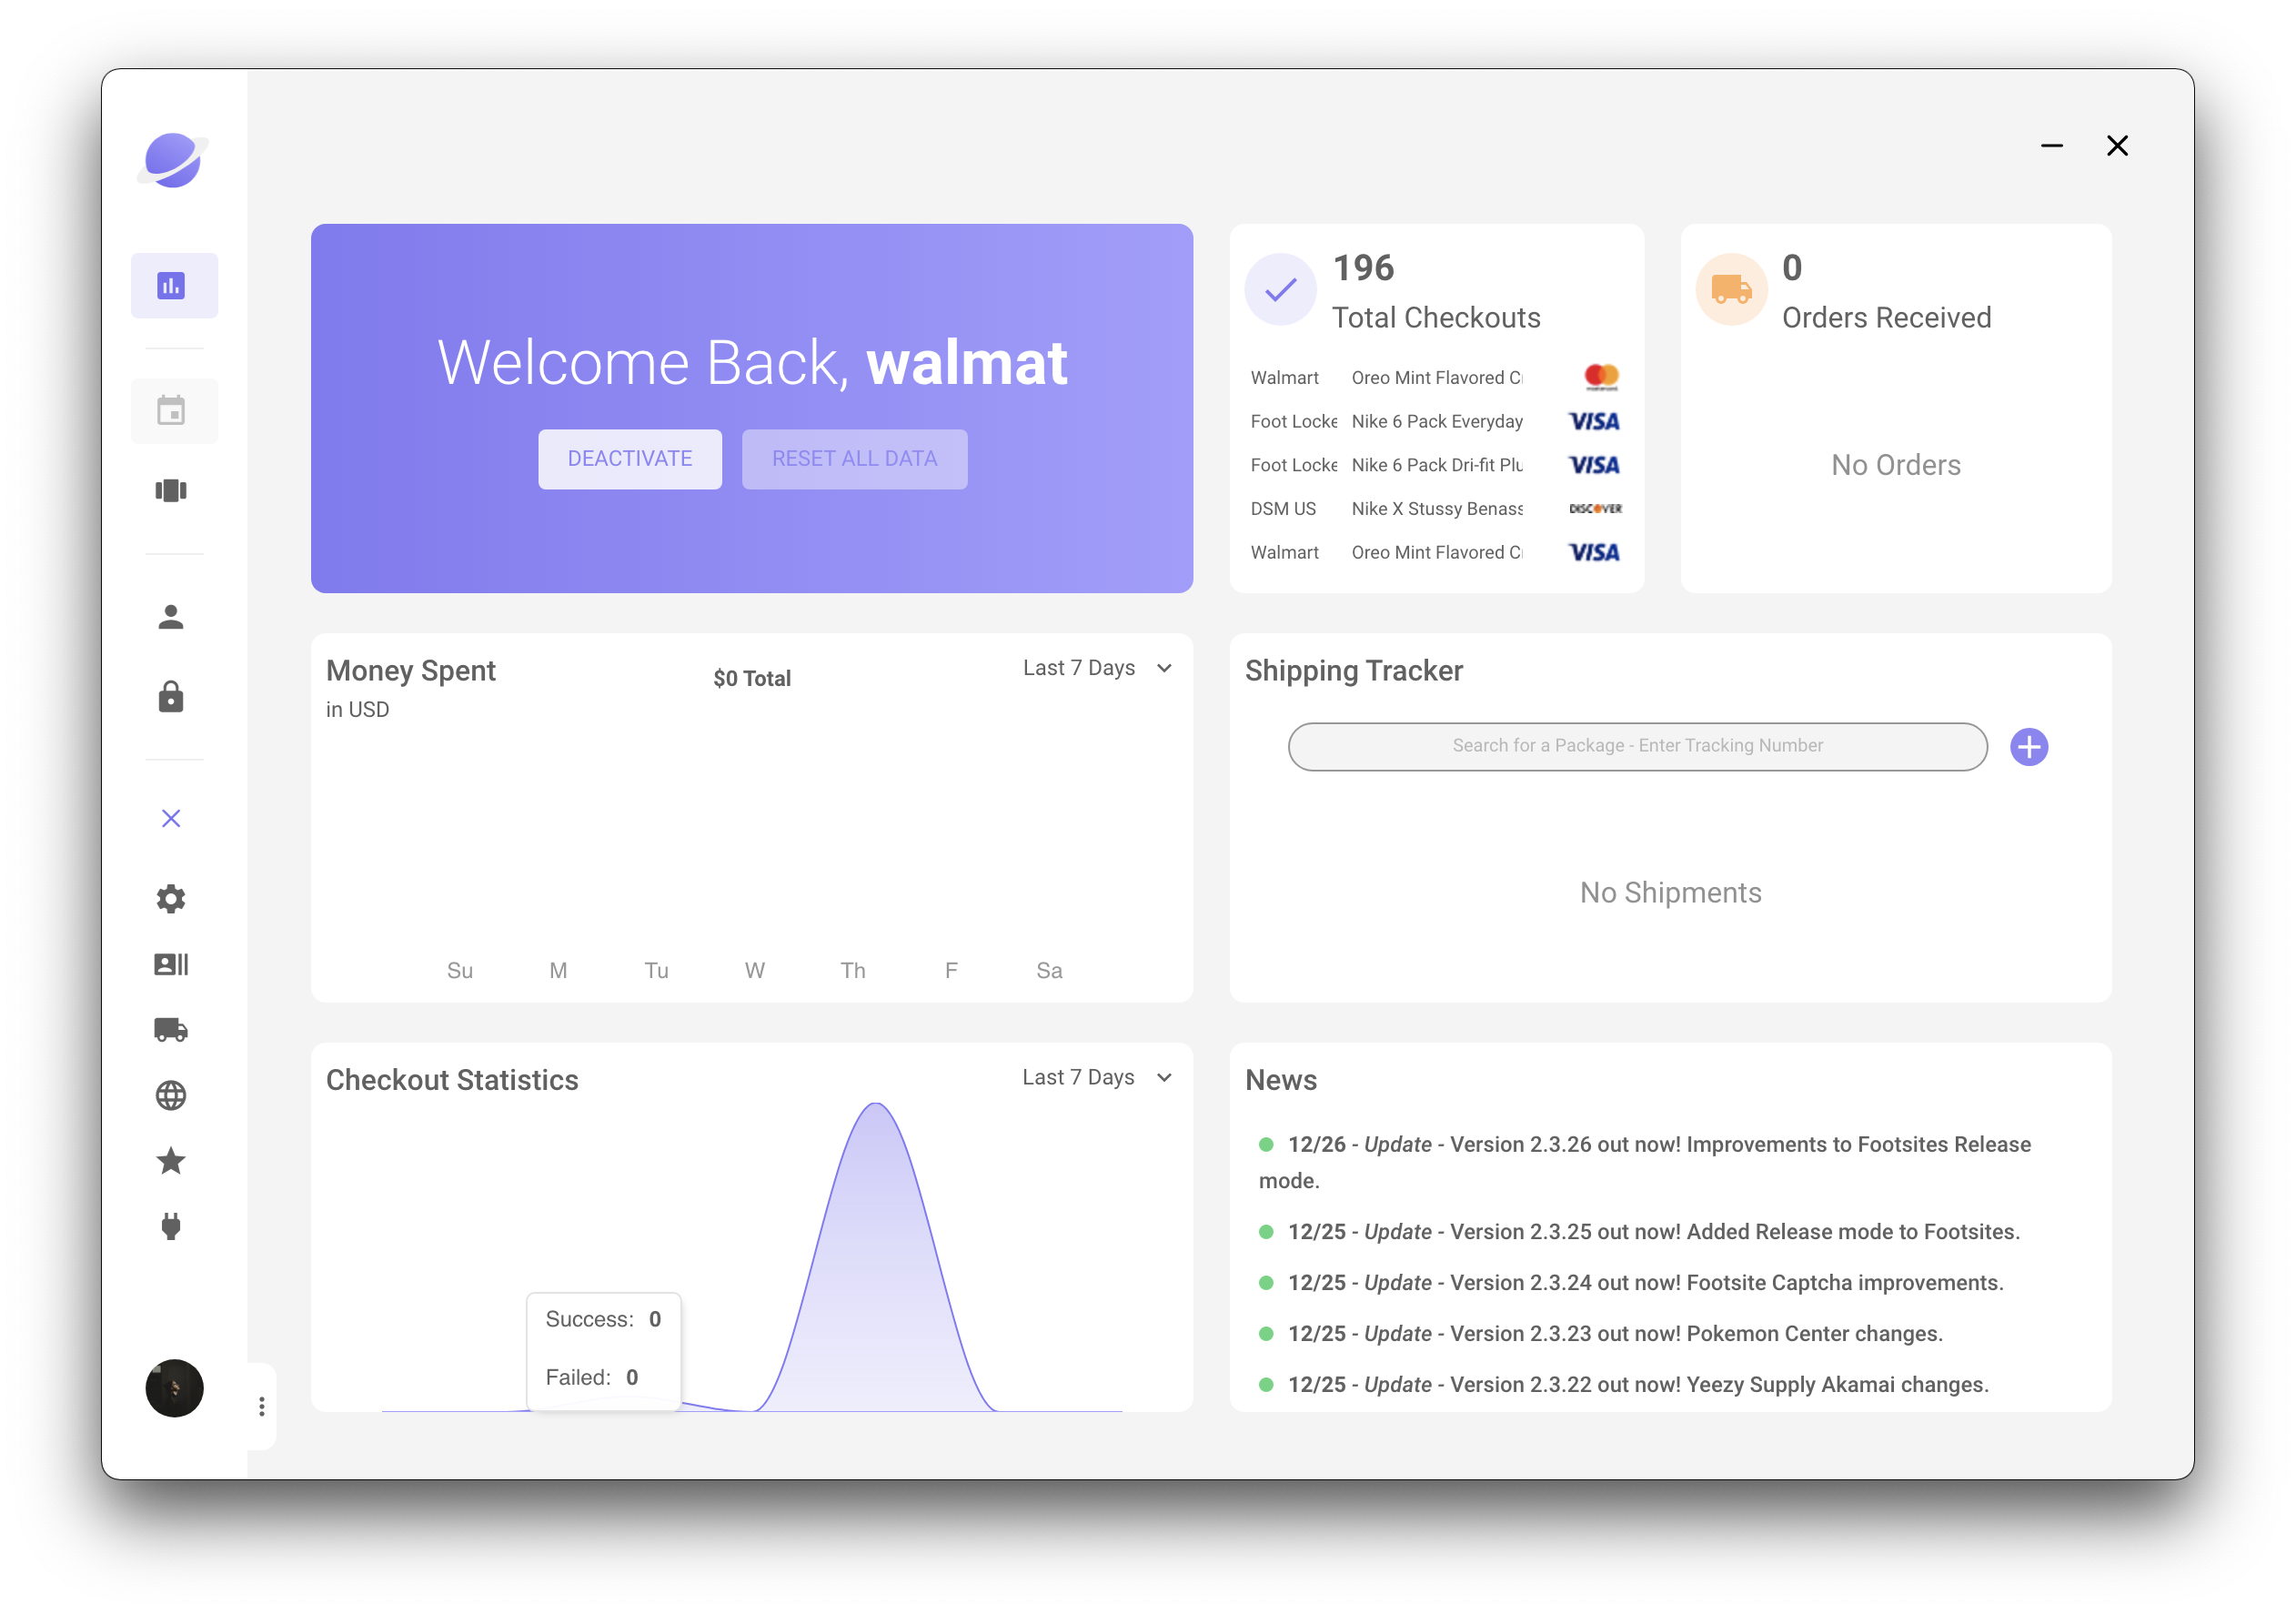 Welcome Back, walmat
DEACTIVATE
RESET ALL DATA
196
Total Checkouts
Walmart Oreo Mint Flavored C
Foot Locke Nike 6 Pack Everyday VISA
Foot Locke Nike 6 Pack Dri-fit Plu VISA
DSM US Nike X Stussy Benass DISCOVER
Walmart Oreo Mint Flavored C VISA
0
Orders Received
No Orders
Money Spent
in USD
$0 Total
Last 7 Days
Su M Tu W Th F Sa
Shipping Tracker
Search for a Package - Enter Tracking Number
No Shipments
Checkout Statistics
Last 7 Days
Success: 0
Failed: 0
News
12/26 - Update - Version 2.3.26 out now! Improvements to Footsites Release
mode.
12/25 - Update - Version 2.3.25 out now! Added Release mode to Footsites.
12/25 - Update - Version 2.3.24 out now! Footsite Captcha improvements.
12/25 - Update - Version 2.3.23 out now! Pokemon Center changes.
12/25 - Update - Version 2.3.22 out now! Yeezy Supply Akamai changes.